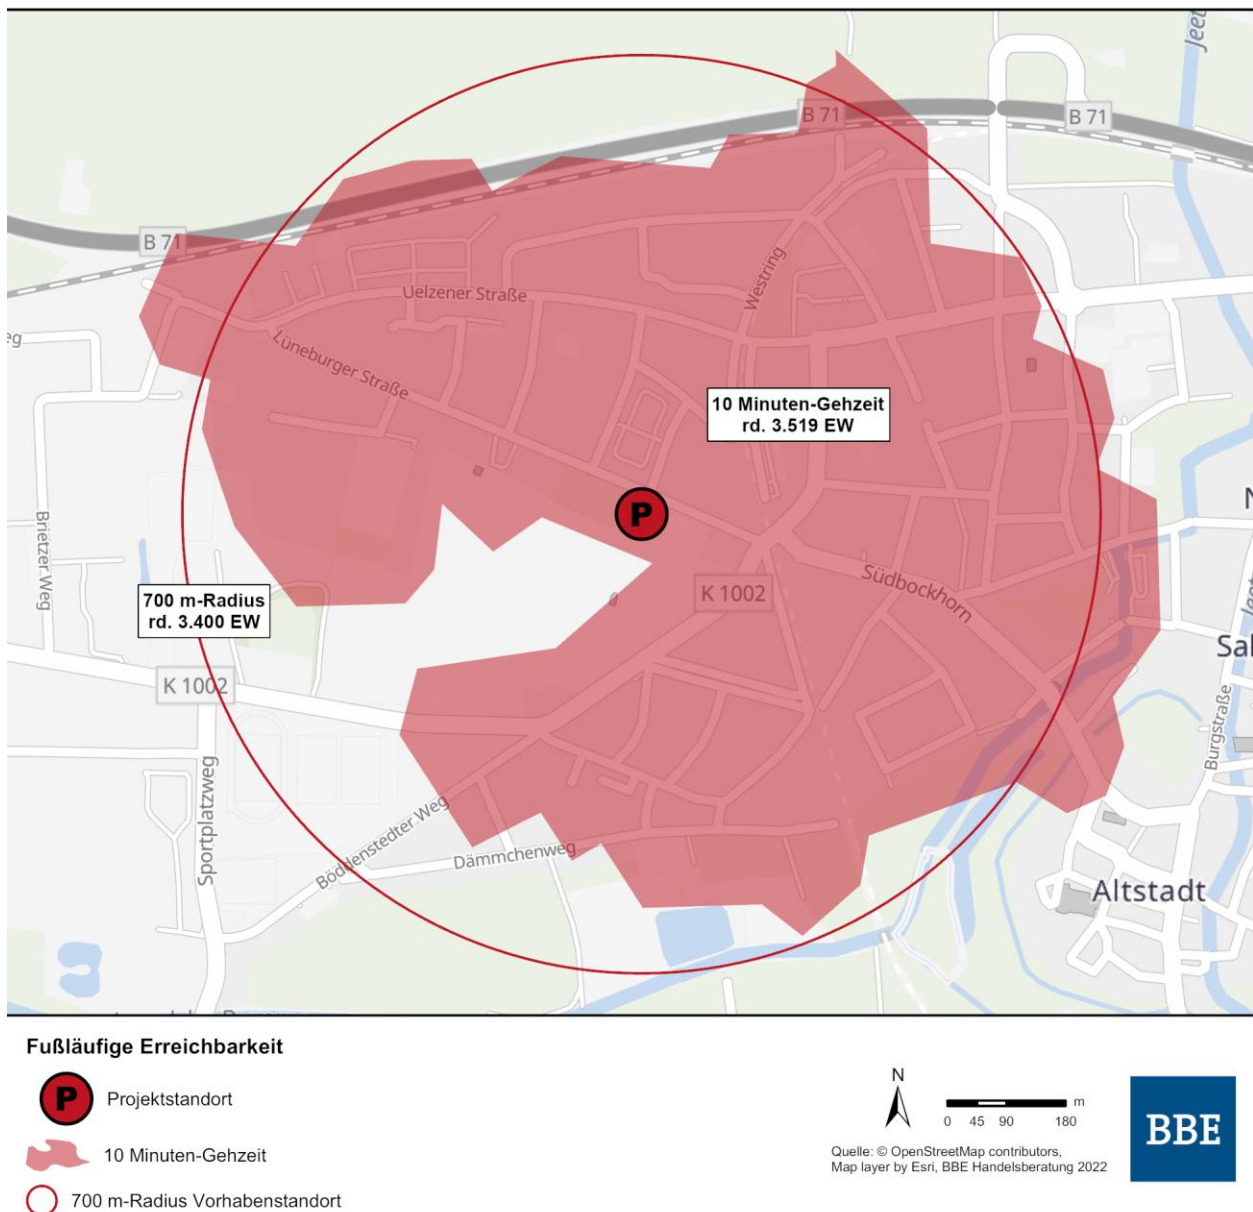 Jeet
B 71
B 71
B 71
Westring
Uelzener Straße
Lüneburger Straße
eg
10 Minuten-Gehzeit
rd. 3.519 EW
P
N
Brietzer Weg
700 m-Radius
rd. 3.400 EW
K 1002
Südbockhorn
Jeet
Sal
K 1002
Burgstraße
Sportplatzweg
Böddenstedter Weg
Dämmchenweg
Altstadt
Fußläufige Erreichbarkeit
P Projektstandort
10 Minuten-Gehzeit
700 m-Radius Vorhabenstandort
N
m
0 45 90 180
Quelle: © OpenStreetMap contributors,
Map layer by Esri, BBE Handelsberatung 2022
BBE